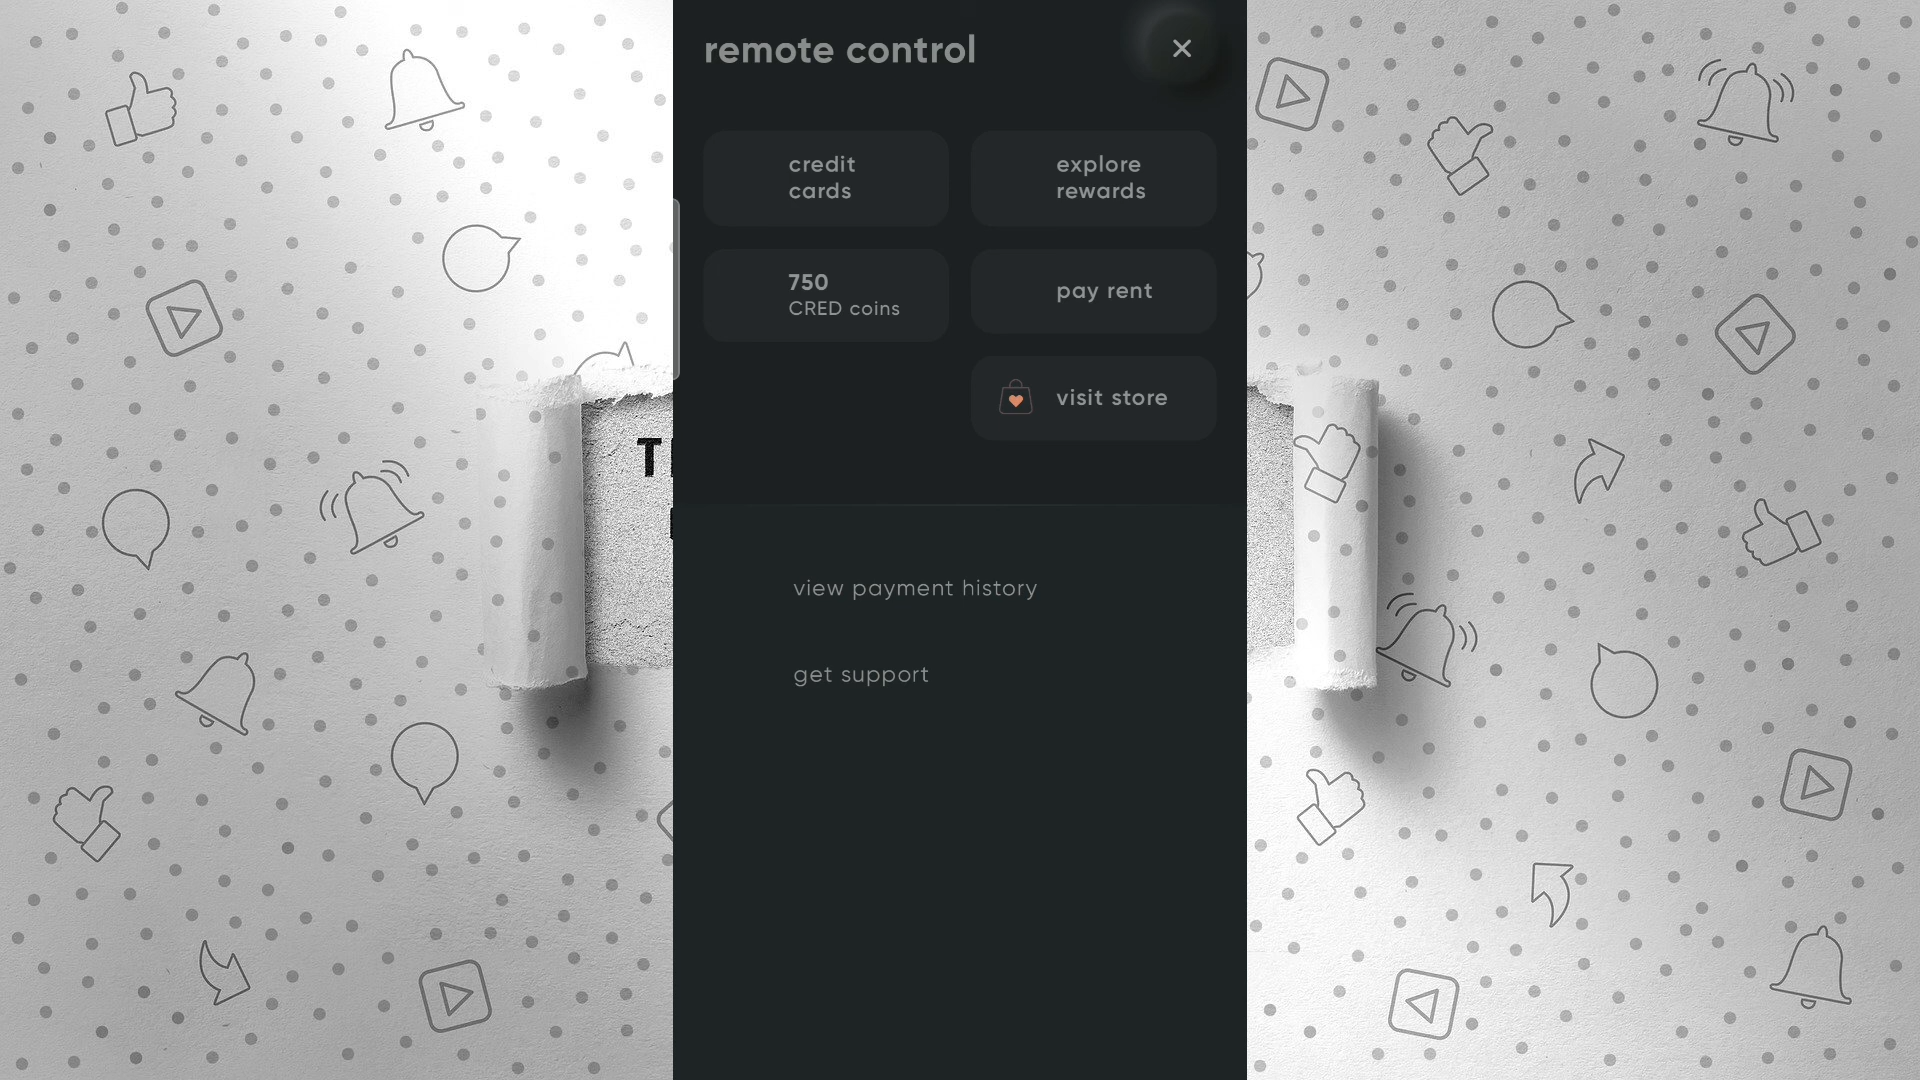 remote control
credit
cards
explore
rewards
750
CRED coins
pay rent
visit store
view payment history
get support